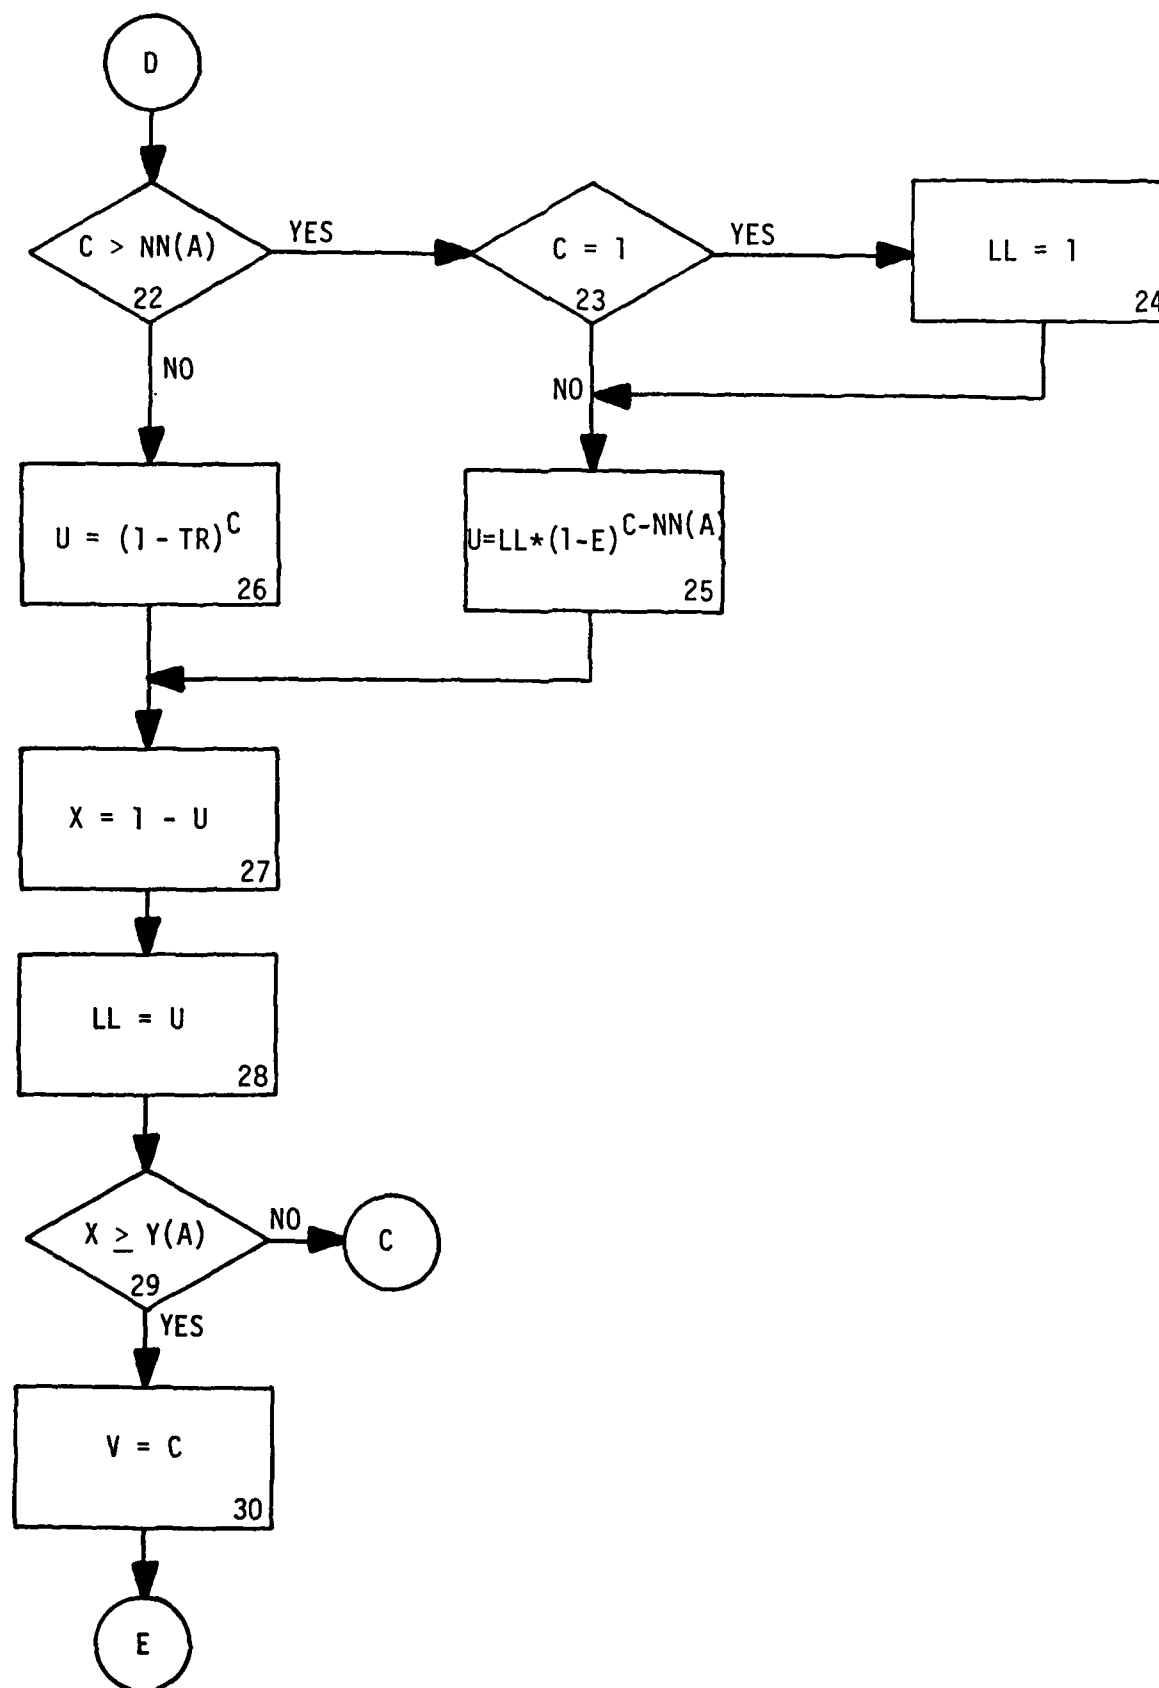 D
C > NN(A)
22
YES
C = 1
23
YES
LL = 1
24
NO
NO
U = (1 - TR)^C
26
U=LL*(1-E)^C-NN(A)
25
X = 1 - U
27
LL = U
28
X ≥ Y(A)
29
NO
C
YES
V = C
30
E